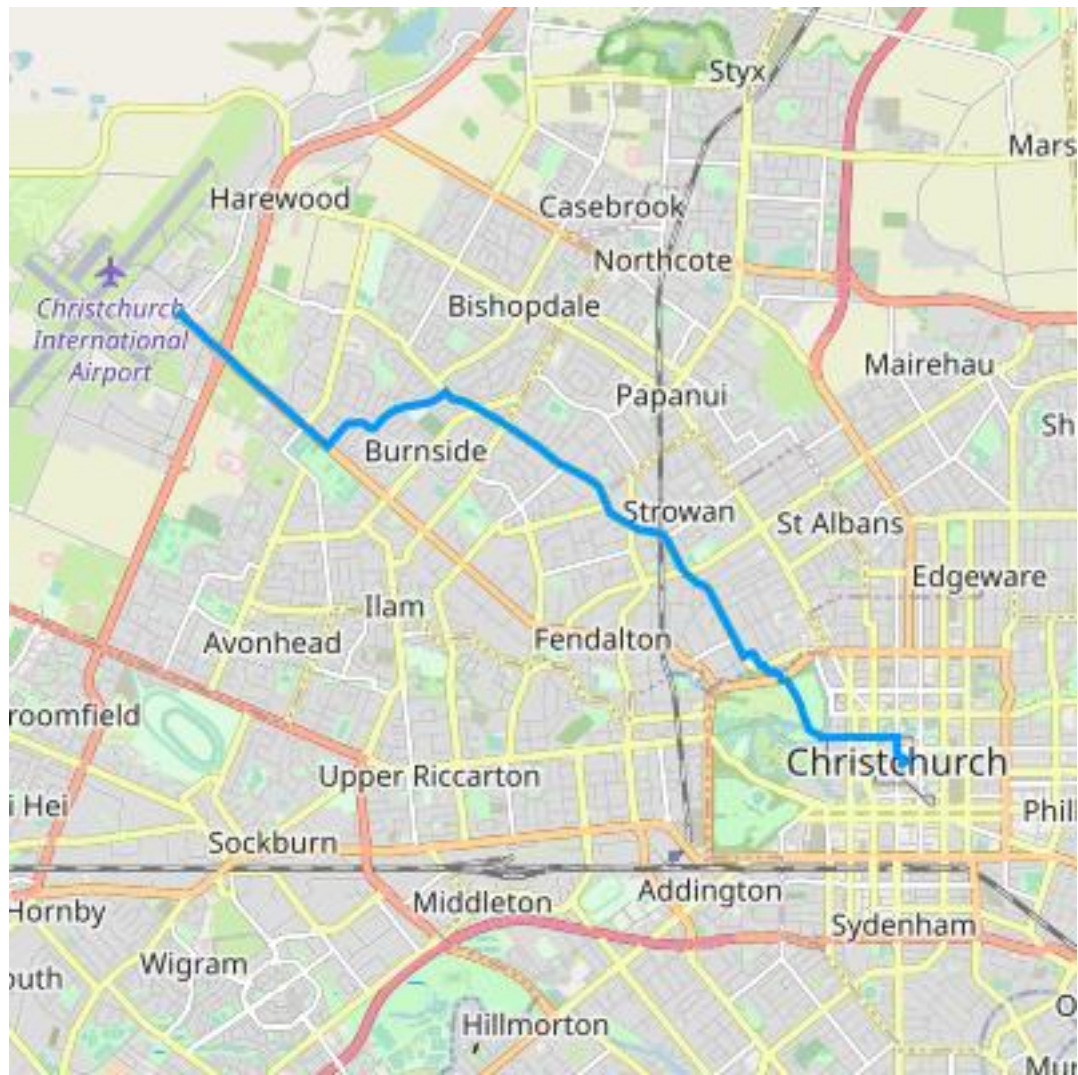 Styx
Mars
Harewood
Casebrook
Northcote
Christchurch
International
Airport
Bishopdale
Mairehau
Papanui
Sh
Burnside
Strowan
St Albans
Edgeware
Ilam
Avonhead
Fendalton
roomfield
Christchurch
Upper Riccarton
i Hei
Phill
Sockburn
Addington
Middleton
Hornby
Sydenham
Wigram
outh
O
Hillmorton
Mur